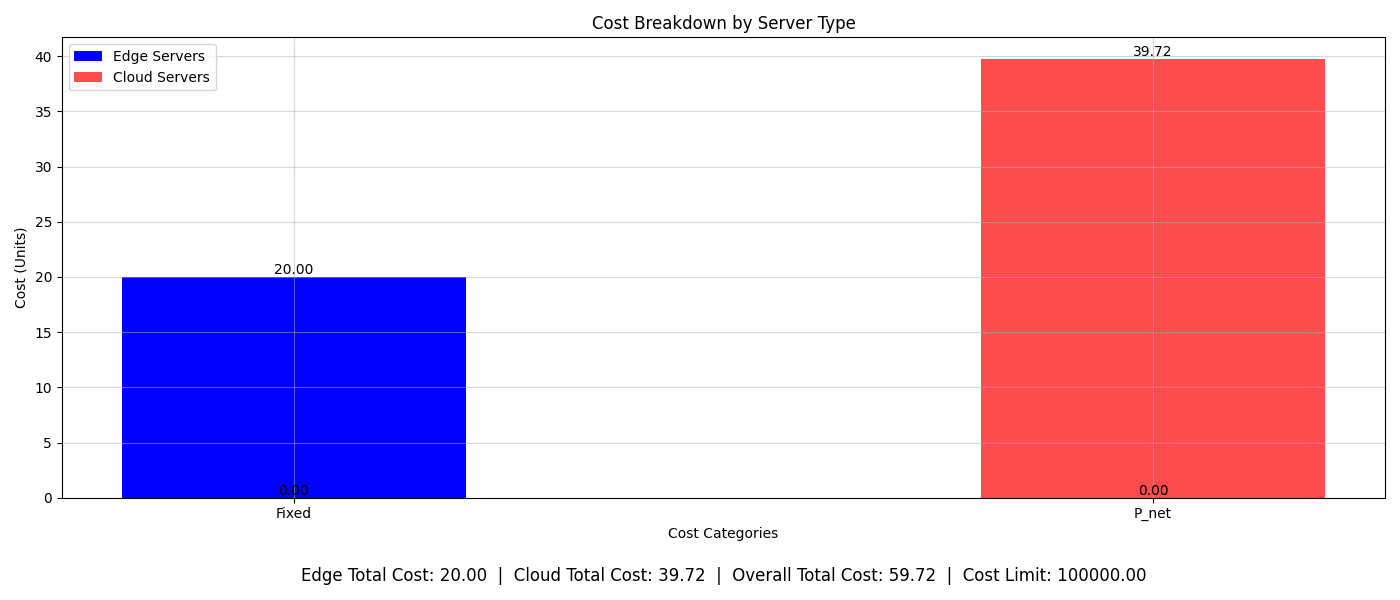 Cost Breakdown by Server Type
Edge Servers
Cloud Servers
Cost (Units)
40
35
30
25
20
15
10
5
0
20.00
0.00
39.72
0.00
Fixed
P_net
Cost Categories
Edge Total Cost: 20.00 | Cloud Total Cost: 39.72 | Overall Total Cost: 59.72 | Cost Limit: 100000.00